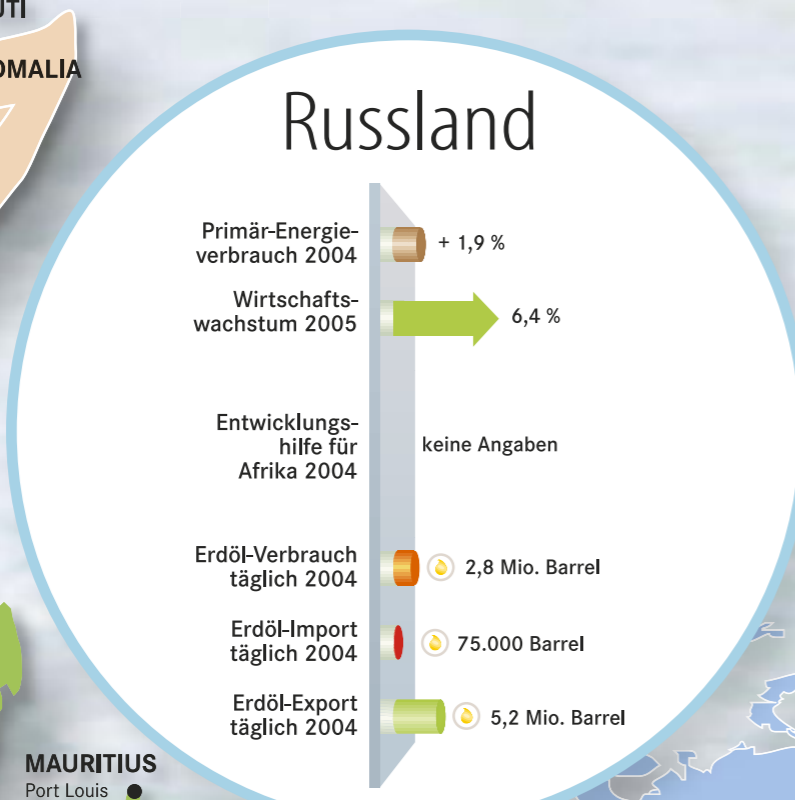 UTI
OMALIA
Russland
Primär-Energie-
verbrauch 2004
+ 1,9 %
Wirtschafts-
wachstum 2005
6,4 %
Entwicklungs-
hilfe für
Afrika 2004
keine Angaben
Erdöl-Verbrauch
täglich 2004
2,8 Mio. Barrel
Erdöl-Import
täglich 2004
75.000 Barrel
Erdöl-Export
täglich 2004
5,2 Mio. Barrel
MAURITIUS
Port Louis